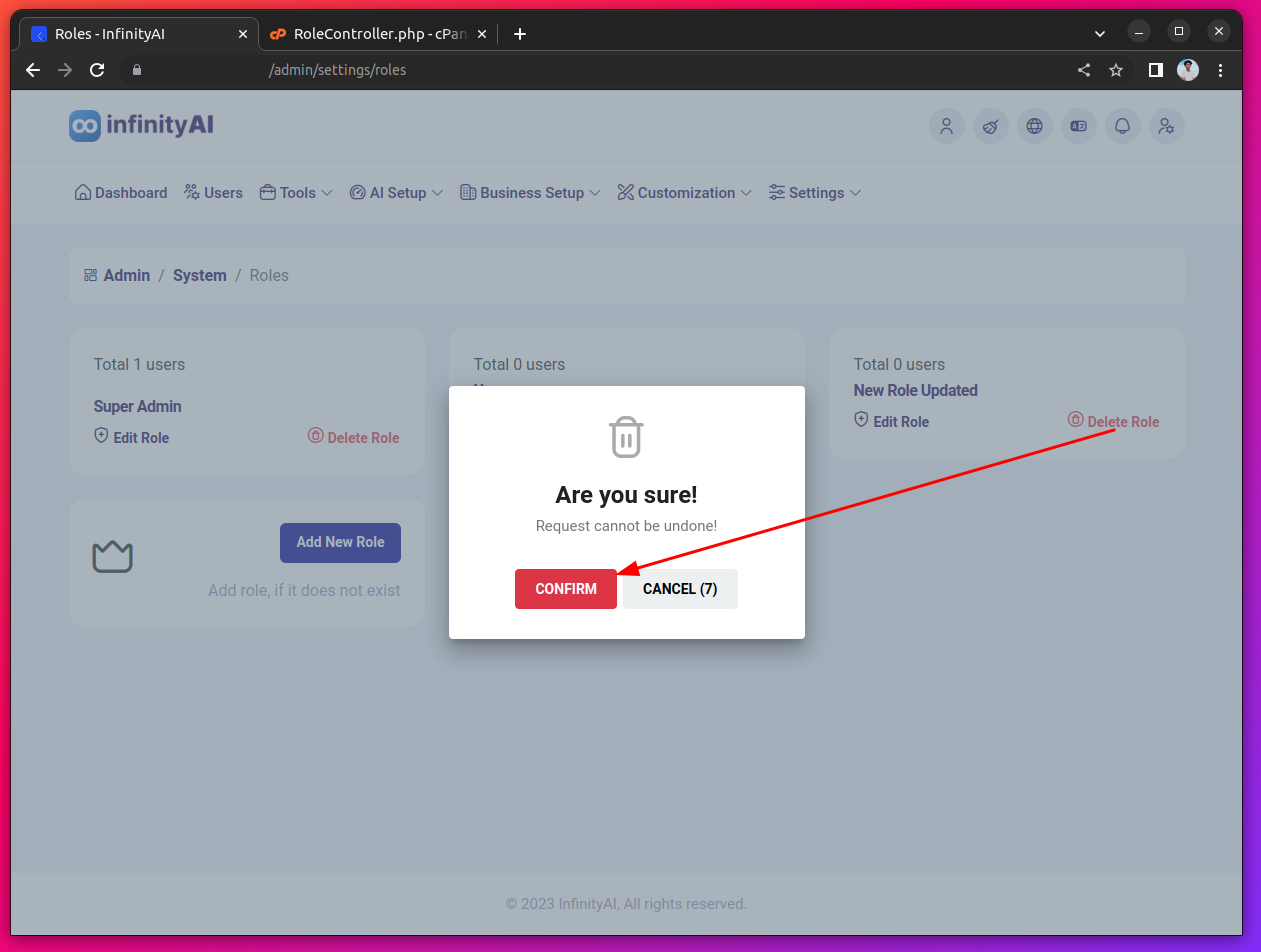 Roles - InfinityAI
RoleController.php - cPan
/admin/settings/roles
infinityAI
Dashboard Users Tools AI Setup Business Setup Customization Settings
Admin / System / Roles
Total 1 users
Super Admin
Edit Role Delete Role
Total 0 users
Total 0 users
New Role Updated
Edit Role Delete Role
Add New Role
Add role, if it does not exist
Are you sure!
Request cannot be undone!
CONFIRM CANCEL (7)
© 2023 InfinityAI, All rights reserved.